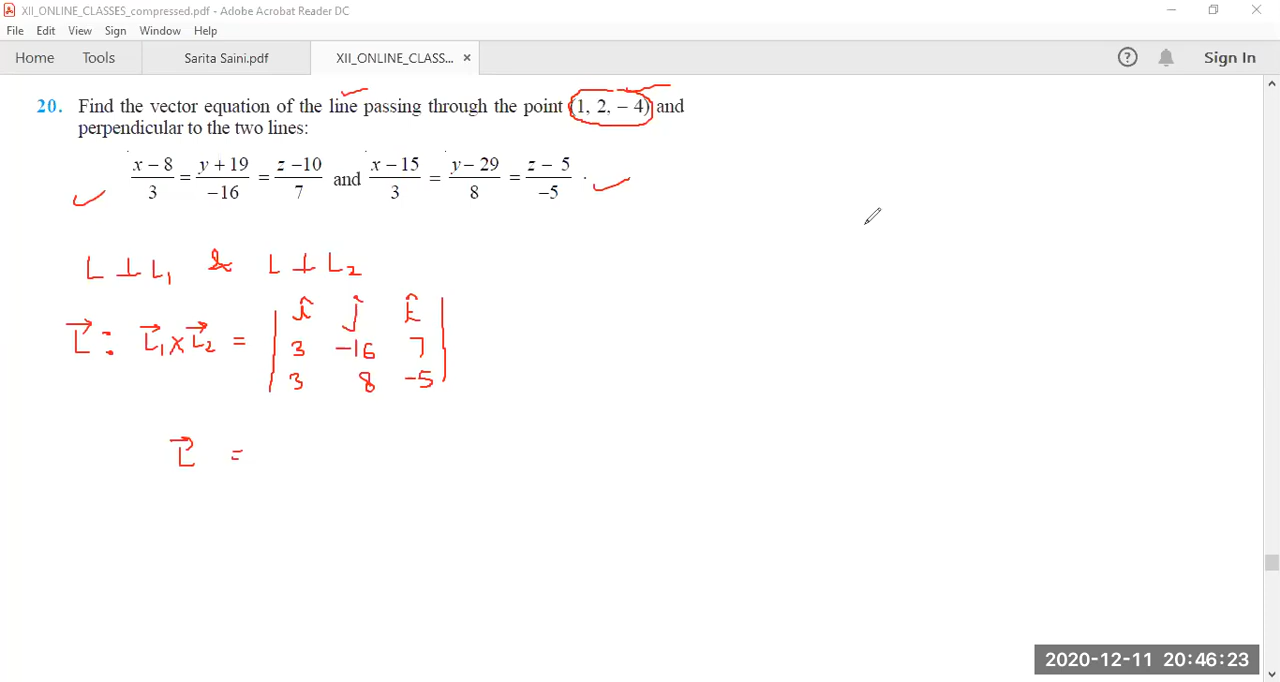 XII_ONLINE_CLASSES_compressed.pdf - Adobe Acrobat Reader DC
File Edit View Sign Window Help
Home Tools Sarita Saini.pdf XII_ONLINE_CLASS... × ? Sign In
20. Find the vector equation of the line passing through the point (1, 2, – 4) and
perpendicular to the two lines:
(x – 8)/3 = (y + 19)/–16 = (z – 10)/7 and (x – 15)/3 = (y – 29)/8 = (z – 5)/–5 .
L ⊥ L₁ & L ⊥ L₂
L⃗ : L⃗₁ × L⃗₂ = | î ĵ k̂ |
| 3 -16 7 |
| 3 8 -5 |
L⃗ =
2020-12-11 20:46:23